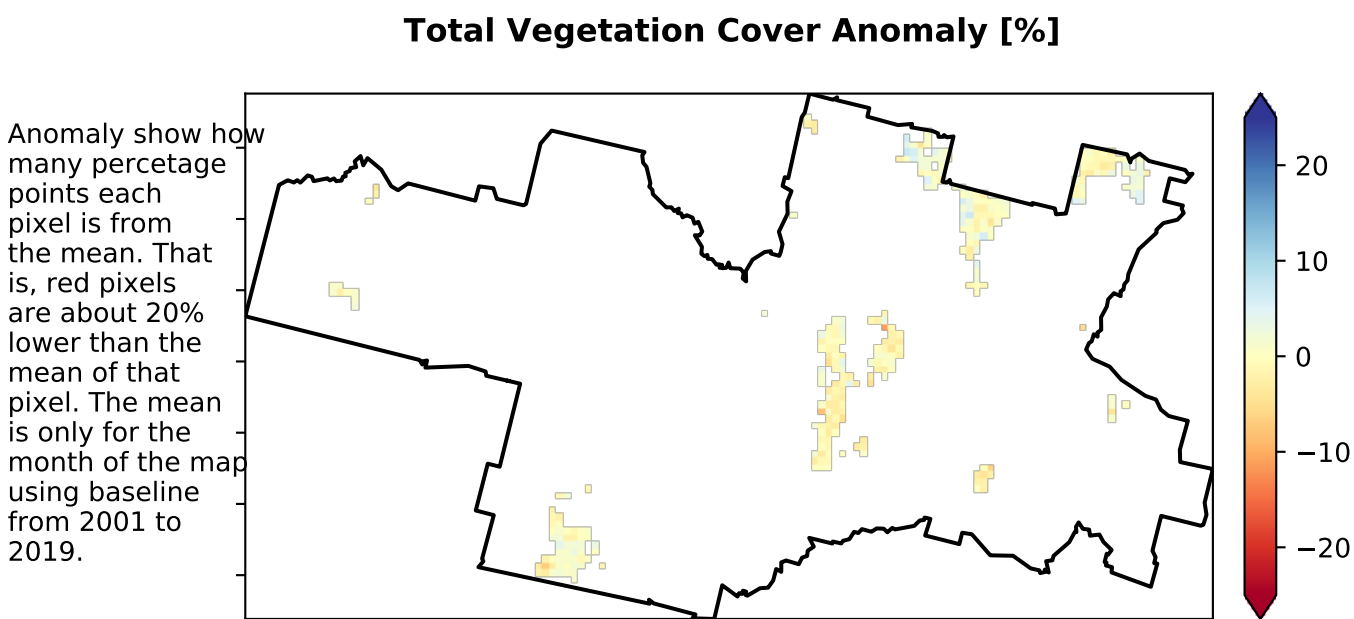 Total Vegetation Cover Anomaly [%]
Anomaly show how
many percetage
points each
pixel is from
the mean. That
is, red pixels
are about 20%
lower than the
mean of that
pixel. The mean
is only for the
month of the map
using baseline
from 2001 to
2019.
20
10
0
−10
−20